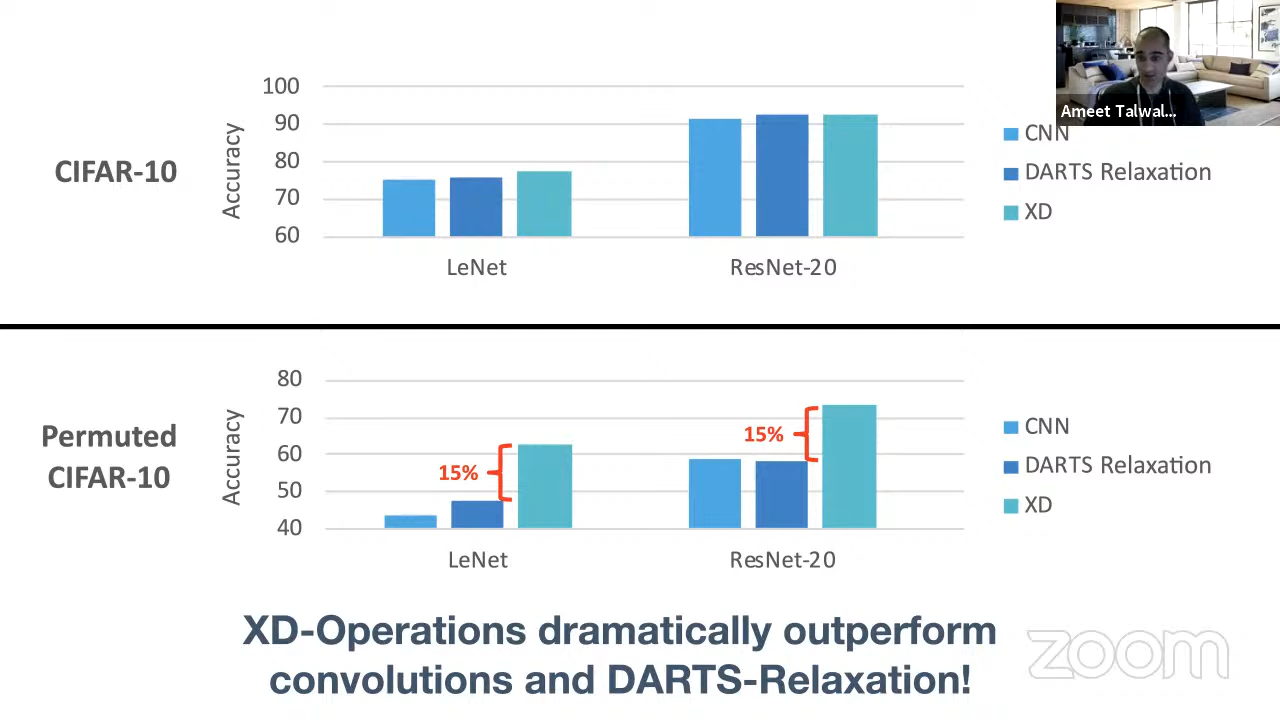 Ameet Talwal...
CIFAR-10
Accuracy
100
90
80
70
60
LeNet
ResNet-20
CNN
DARTS Relaxation
XD
Permuted
CIFAR-10
Accuracy
80
70
60
50
40
15%
15%
LeNet
ResNet-20
CNN
DARTS Relaxation
XD
XD-Operations dramatically outperform
convolutions and DARTS-Relaxation!
zoom